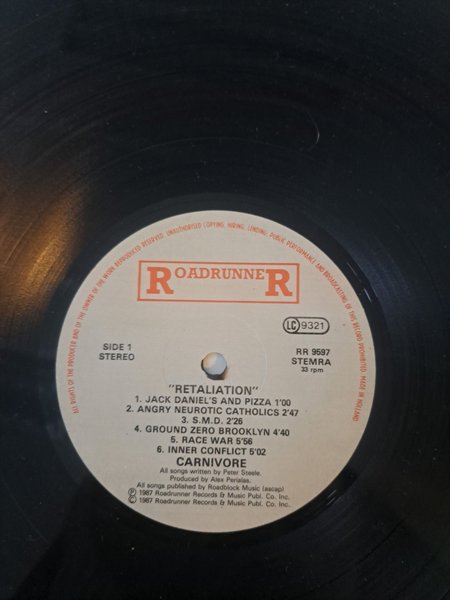 ALL RIGHTS OF THE PRODUCER AND OF THE OWNER OF THE WORK REPRODUCED RESERVED. UNAUTHORISED COPYING, HIRING, LENDING, PUBLIC PERFORMANCE AND BROADCASTING OF THIS RECORD PROHIBITED. MADE IN HOLLAND
ROADRUNNER
LC 9321
SIDE 1
STEREO
RR 9597
STEMRA
33 rpm
"RETALIATION"
1. JACK DANIEL'S AND PIZZA 1'00
2. ANGRY NEUROTIC CATHOLICS 2'47
3. S.M.D. 2'26
4. GROUND ZERO BROOKLYN 4'40
5. RACE WAR 5'56
6. INNER CONFLICT 5'02
CARNIVORE
All songs written by Peter Steele.
Produced by Alex Perialas.
All songs published by Roadblock Music (ascap)
℗ 1987 Roadrunner Records & Music Publ. Co. Inc.
© 1987 Roadrunner Records & Music Publ. Co. Inc.